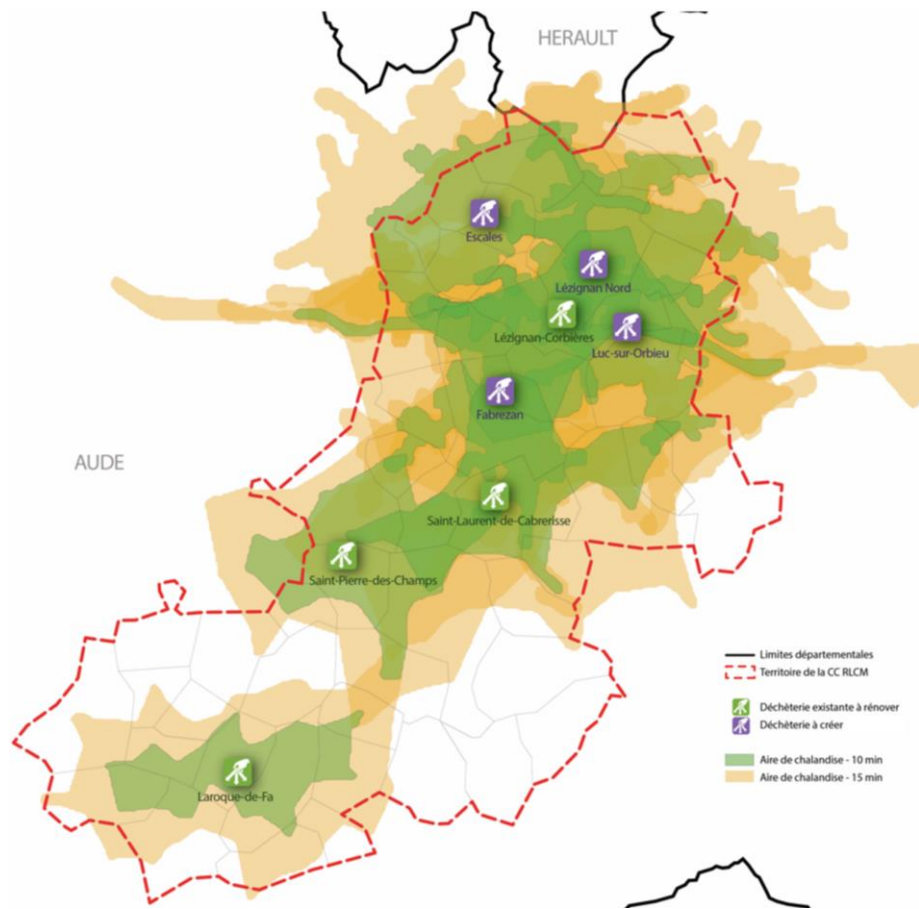 HERAULT
Escales
Lézignan Nord
Lézignan-Corbières
Luc-sur-Orbieu
Fabrezan
AUDE
Saint-Laurent-de-Cabrerisse
Saint-Pierre-des-Champs
Laroque-de-Fa
Limites départementales
Territoire de la CC RLCM
Déchèterie existante à rénover
Déchèterie à créer
Aire de chalandise - 10 min
Aire de chalandise - 15 min